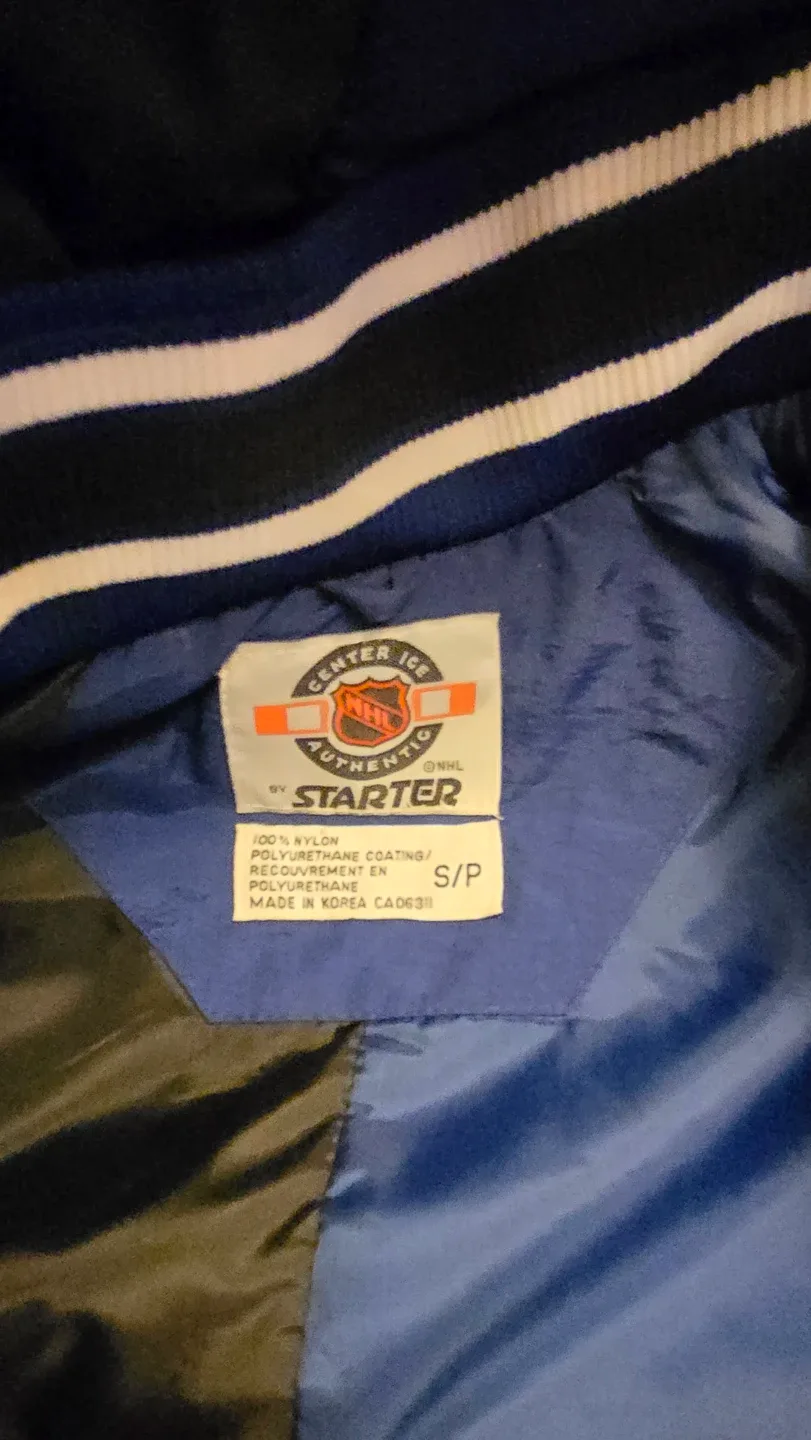 CENTER ICE
NHL
AUTHENTIC
©NHL
BY STARTER
100% NYLON
POLYURETHANE COATING/
RECOUVREMENT EN
POLYURETHANE
MADE IN KOREA CA06311
S/P